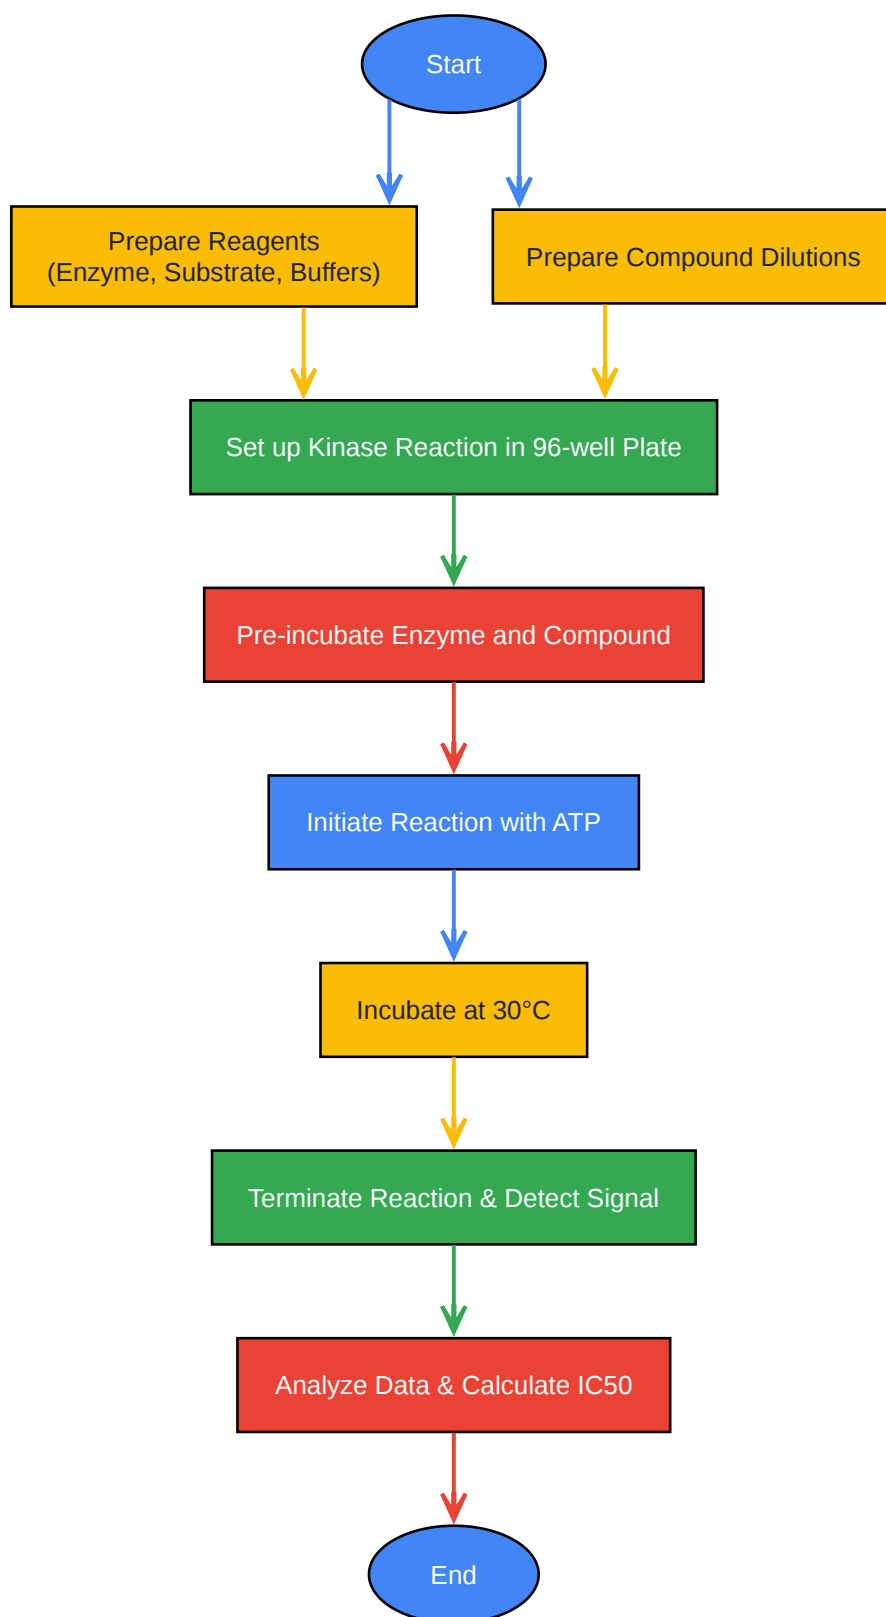 Start
Prepare Reagents
(Enzyme, Substrate, Buffers)
Prepare Compound Dilutions
Set up Kinase Reaction in 96-well Plate
Pre-incubate Enzyme and Compound
Initiate Reaction with ATP
Incubate at 30°C
Terminate Reaction & Detect Signal
Analyze Data & Calculate IC50
End